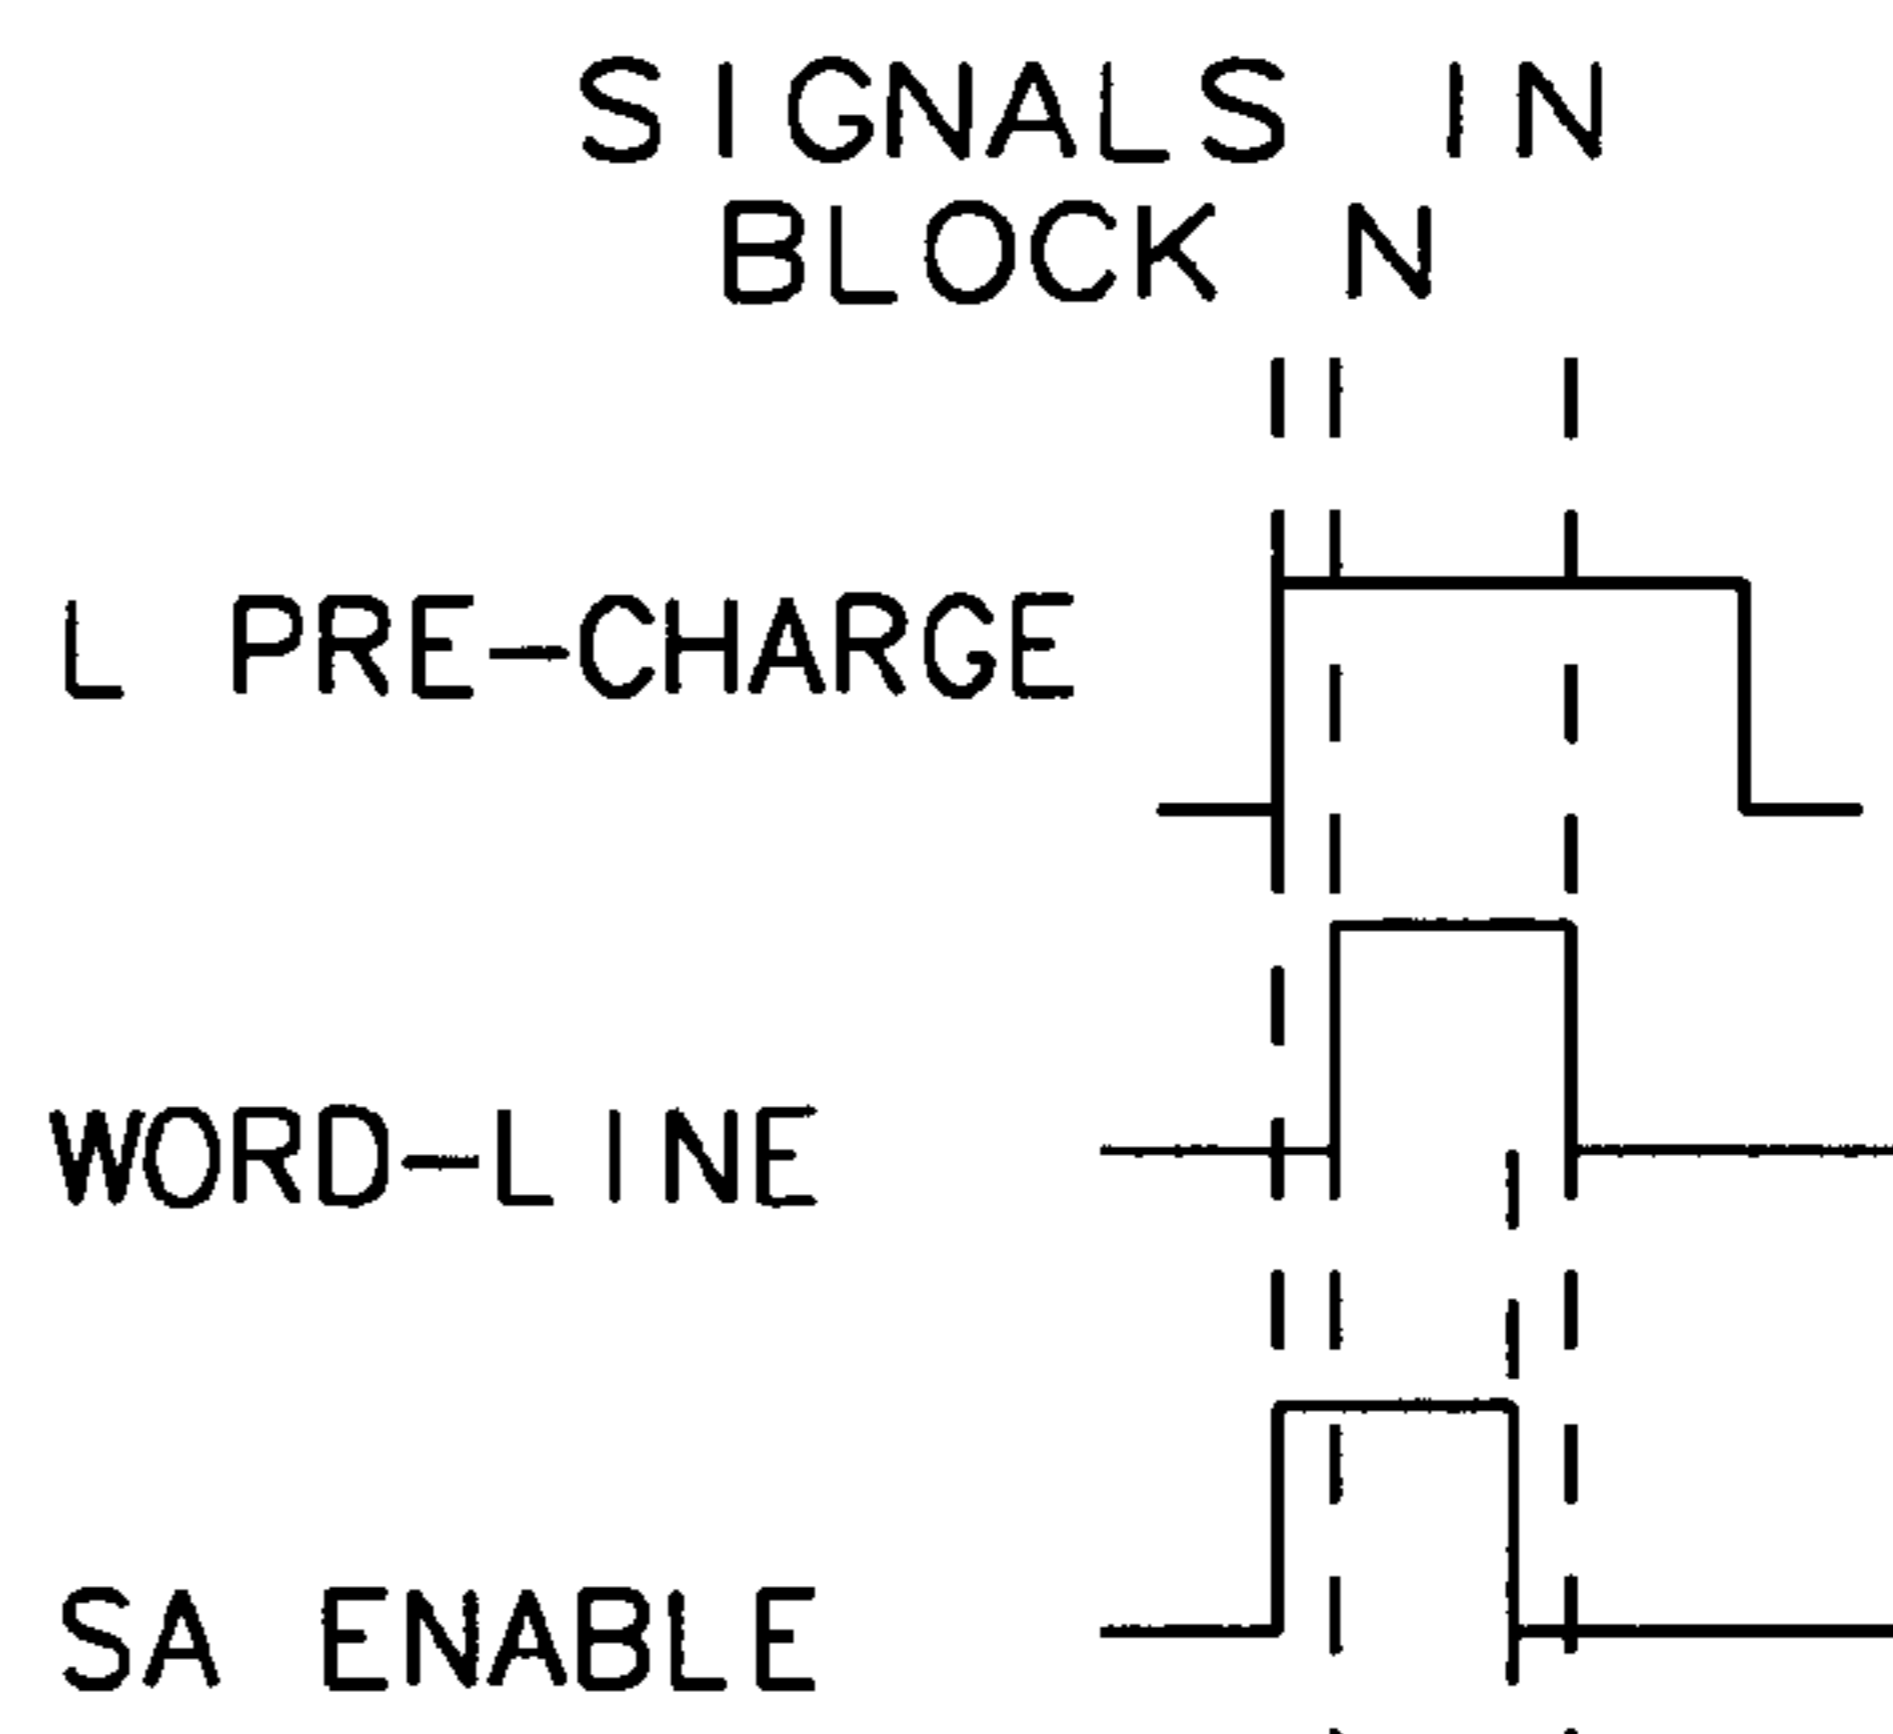 SIGNALS IN
BLOCK N
L PRE-CHARGE
WORD-LINE
SA ENABLE